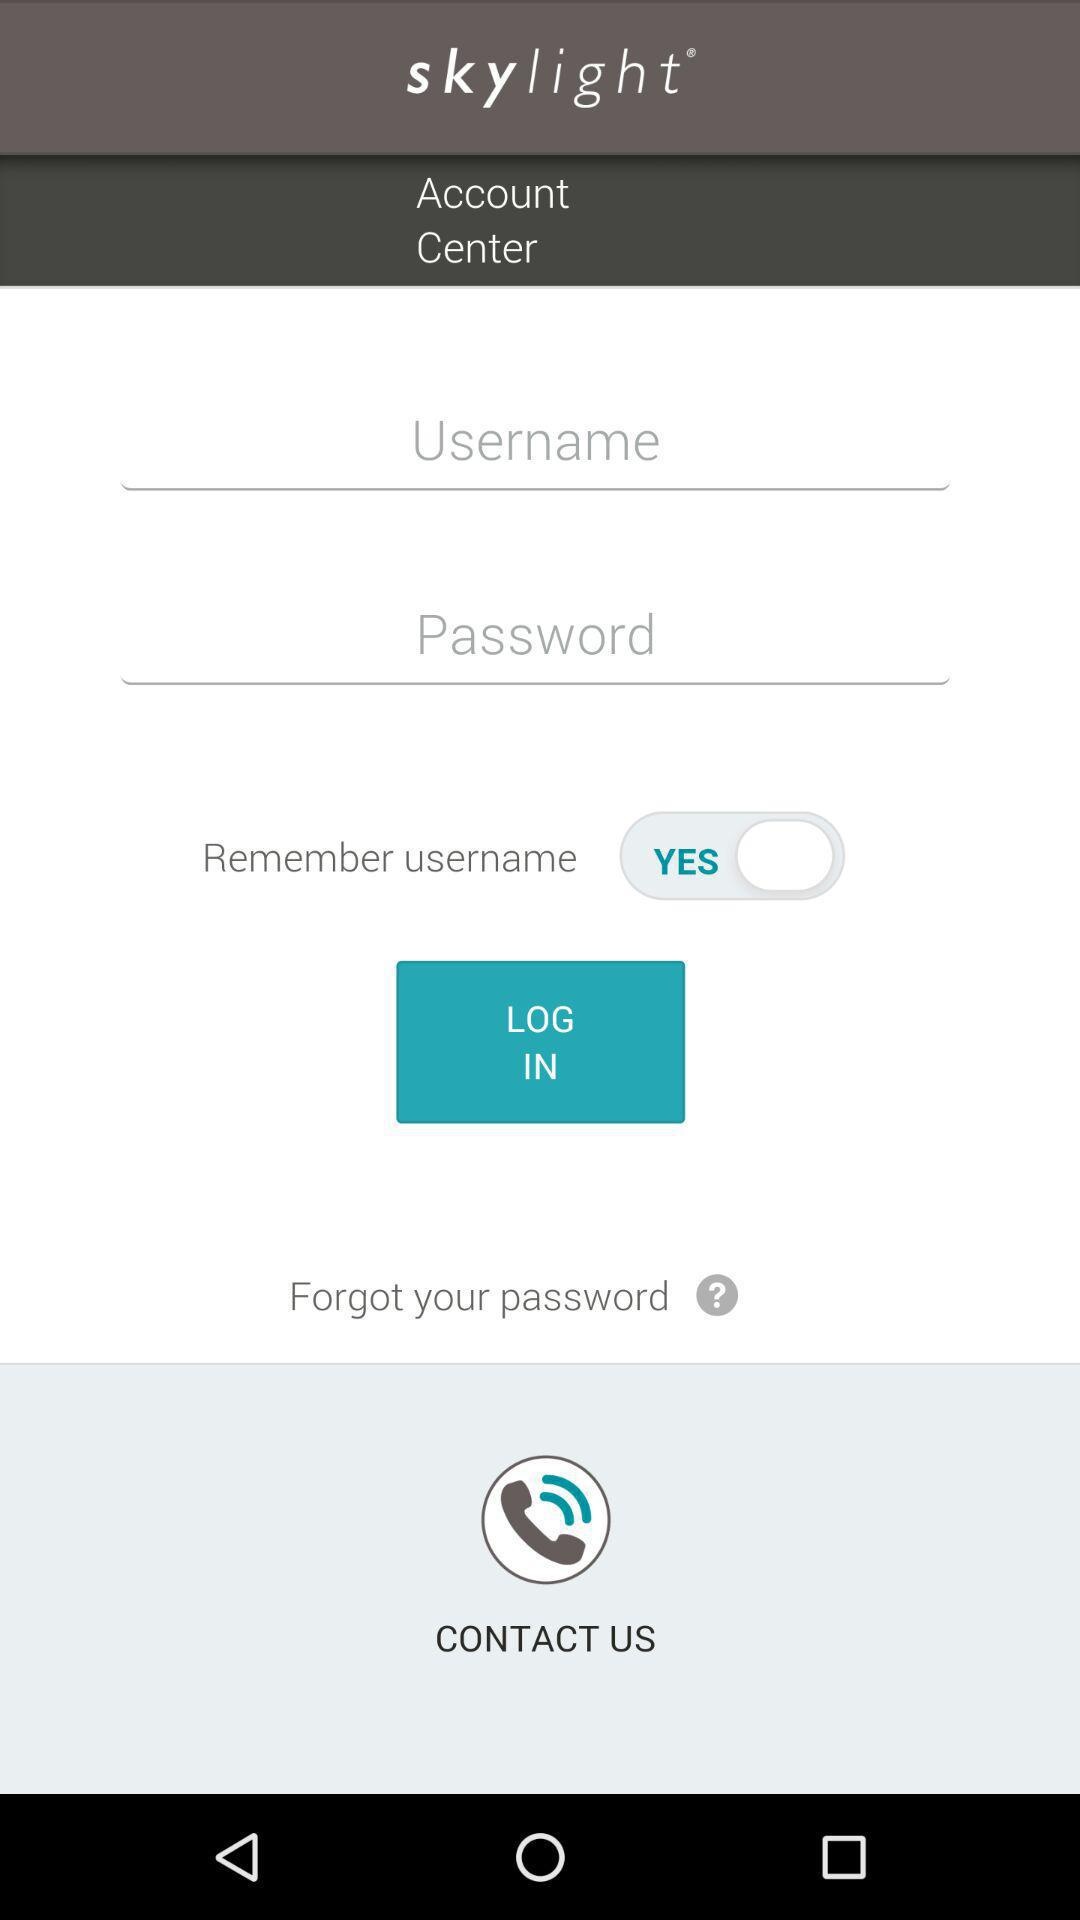 skylight®
Account
Center
Username
Password
Remember username YES
LOG
IN
Forgot your password ?
CONTACT US